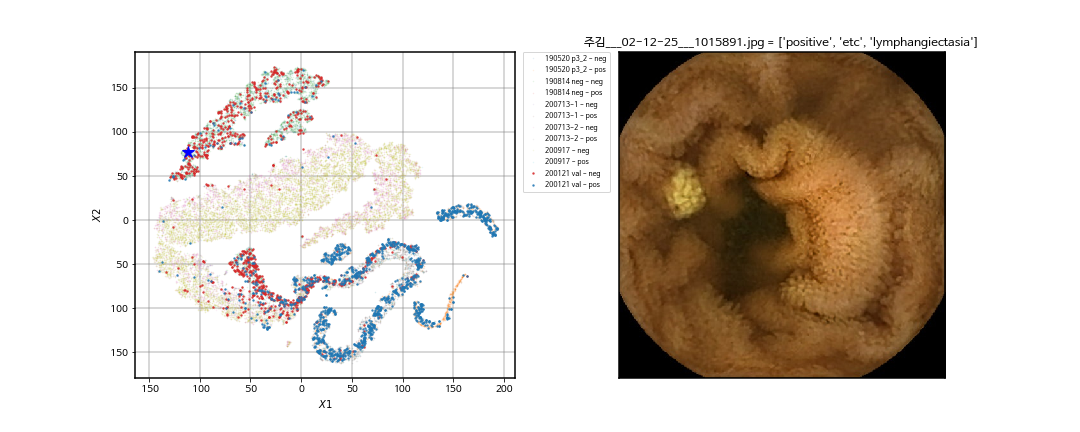 주김___02-12-25___1015891.jpg = ['positive', 'etc', 'lymphangiectasia']
190520 p3_2 - neg
190520 p3_2 - pos
190814 neg - neg
190814 neg - pos
200713-1 - neg
200713-1 - pos
200713-2 - neg
200713-2 - pos
200917 - neg
200917 - pos
200121 val - neg
200121 val - pos
150
100
50
0
50
100
150
X2
150 100 50 0 50 100 150 200
X1